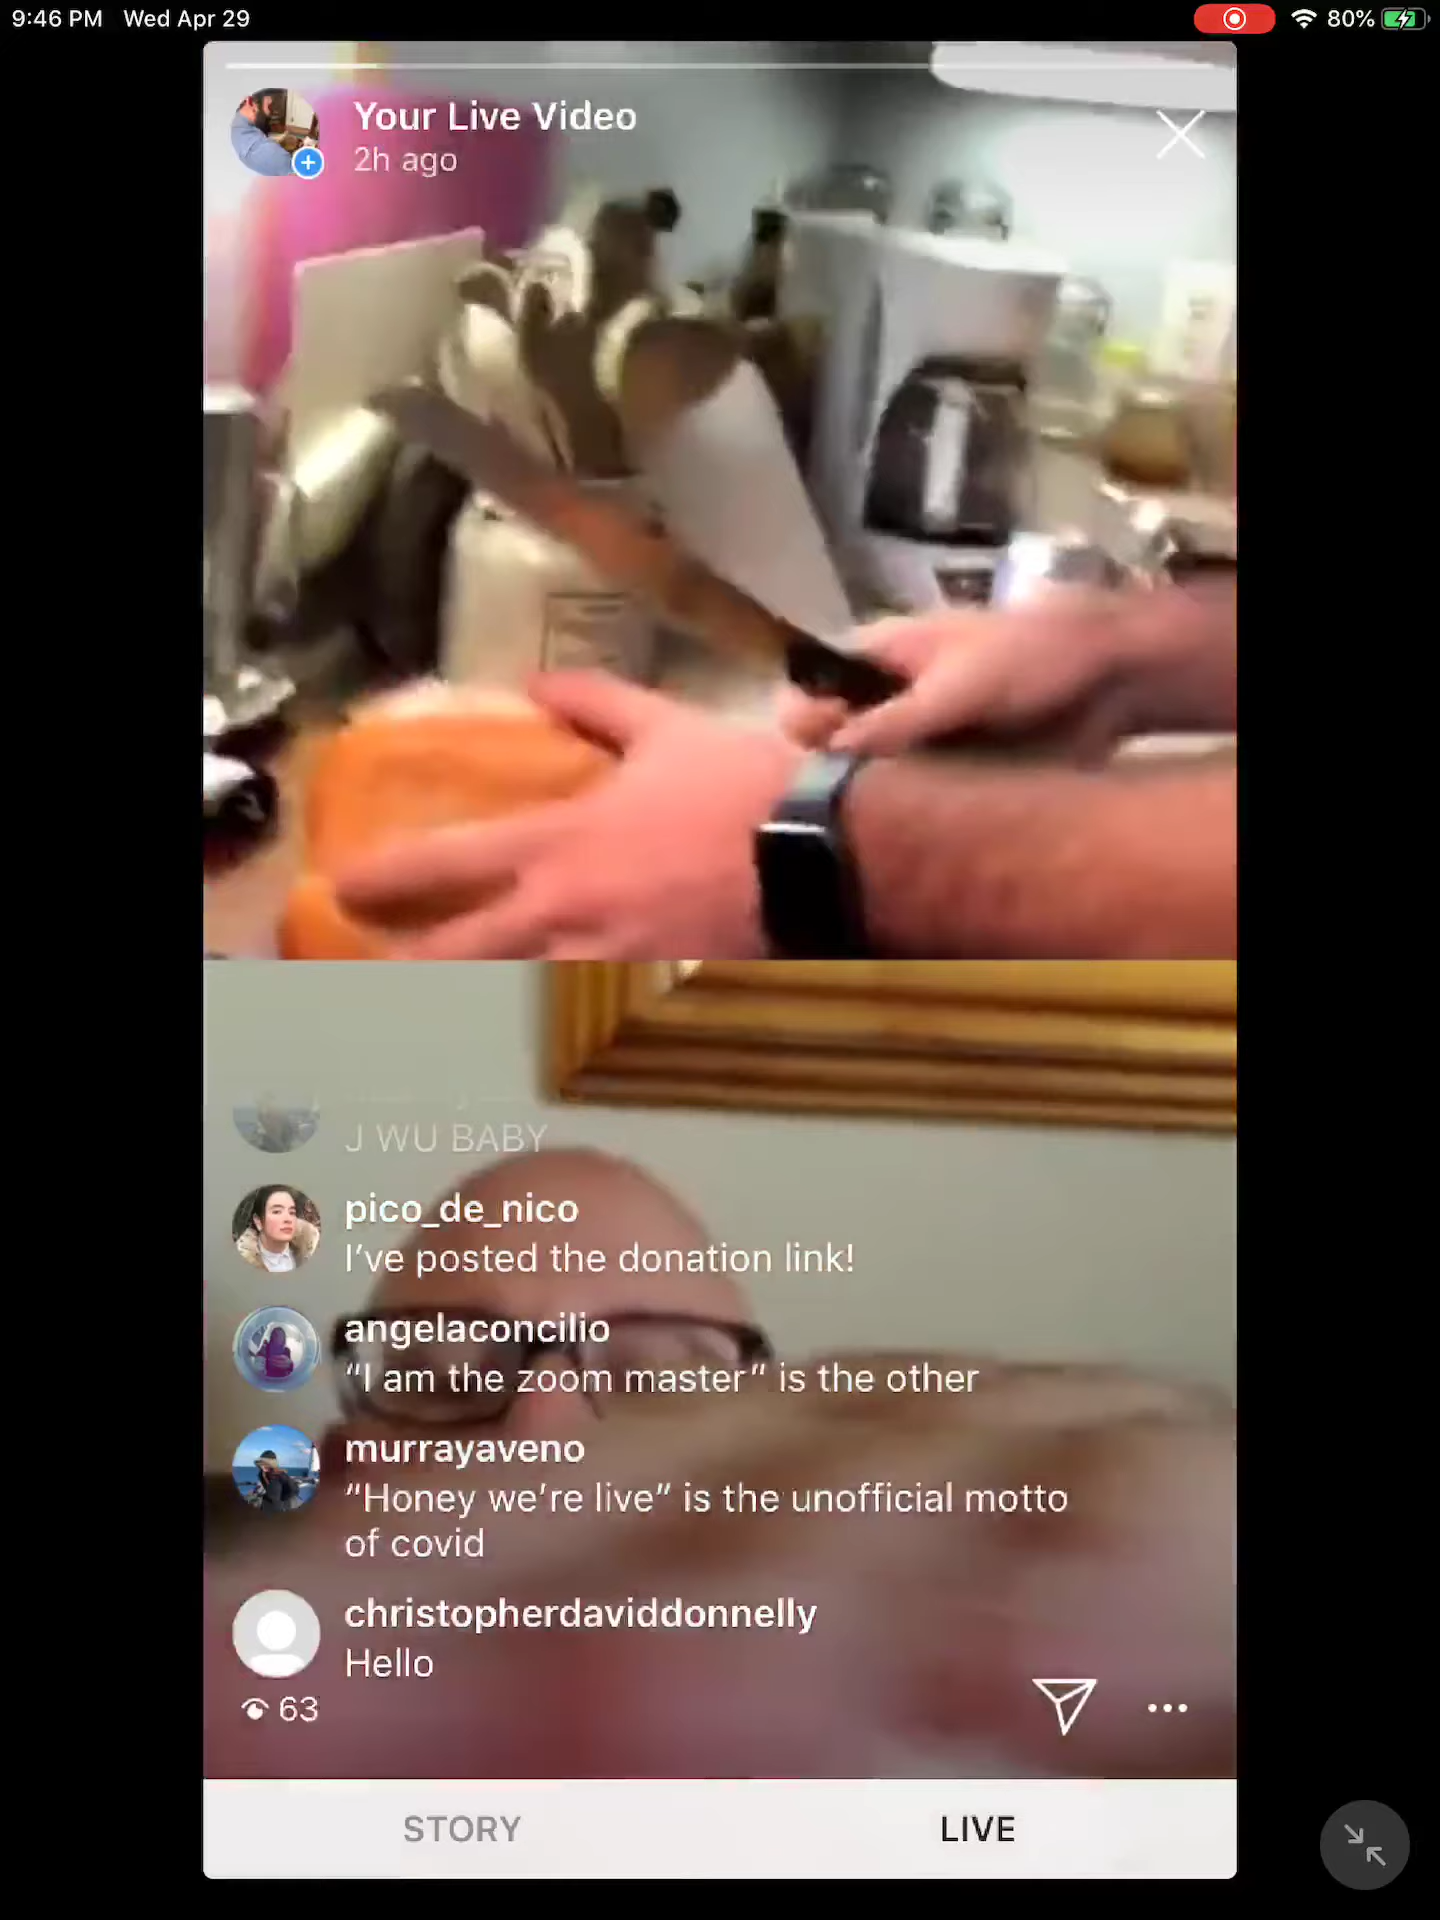 9:46 PM Wed Apr 29
80%
Your Live Video
2h ago
J WU BABY
pico_de_nico
I've posted the donation link!
angelaconcilio
“I am the zoom master” is the other
murrayaveno
“Honey we're live” is the unofficial motto
of covid
christopherdaviddonnelly
Hello
63
STORY
LIVE